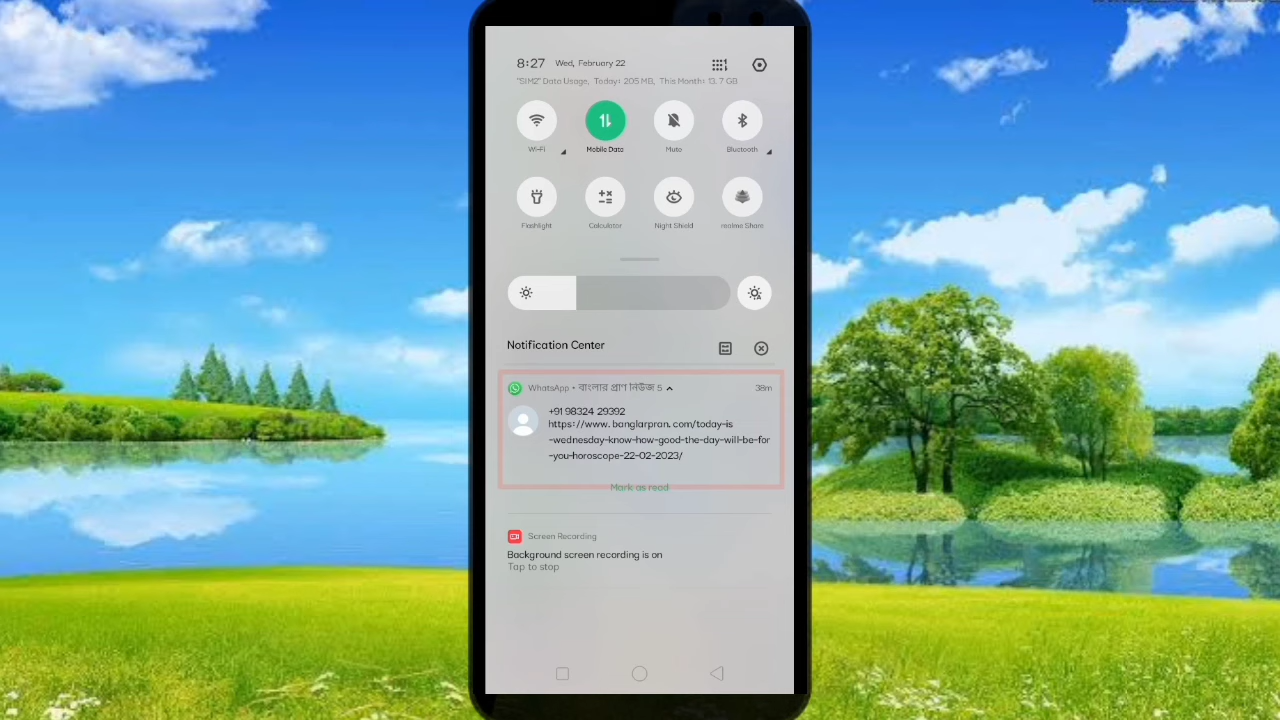 8:27 Wed, February 22
"SIM2" Data Usage, Today: 205 MB, This Month: 13.7 GB
Wi-Fi Mobile Data Mute Bluetooth
Flashlight Calculator Night Shield realme Share
Notification Center
WhatsApp • বাংলার প্রাণ নিউজ 5 38m
+91 98324 29392
https://www.banglarpran.com/today-is
-wednesday-know-how-good-the-day-will-be-for
-you-horoscope-22-02-2023/
Mark as read
Screen Recording
Background screen recording is on
Tap to stop